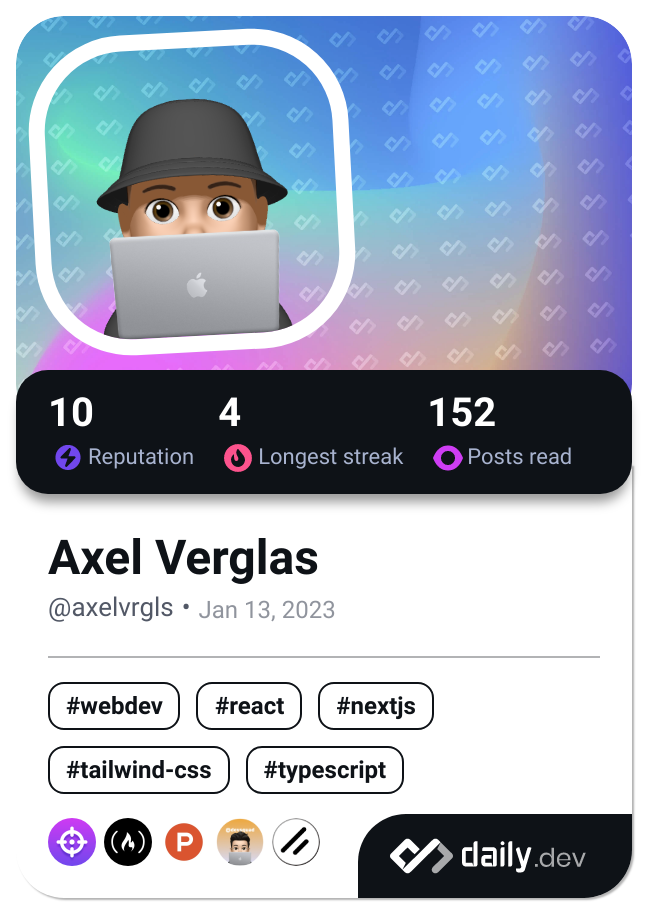 10 4 152
Reputation Longest streak Posts read
Axel Verglas
@axelvrgls • Jan 13, 2023
#webdev #react #nextjs
#tailwind-css #typescript
P
daily.dev